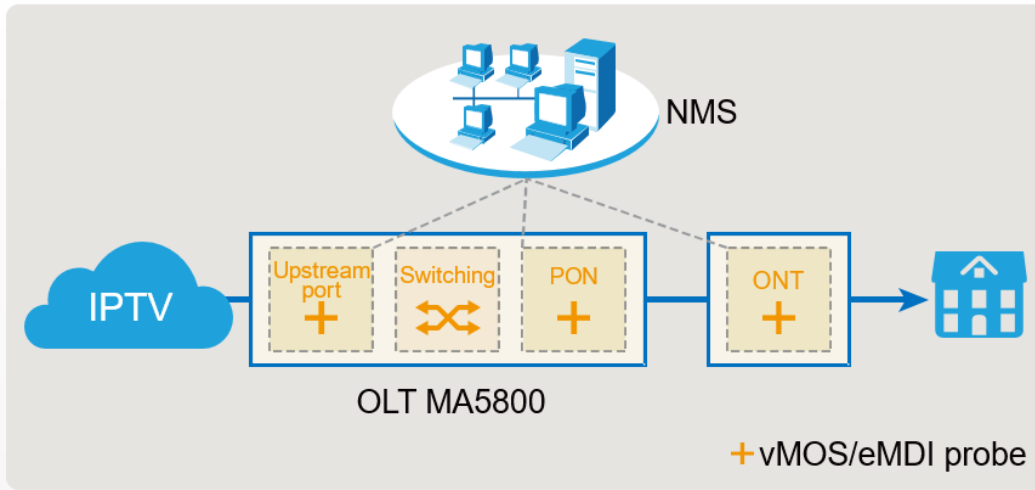 NMS
IPTV
Upstream
port
Switching
PON
ONT
OLT MA5800
vMOS/eMDI probe